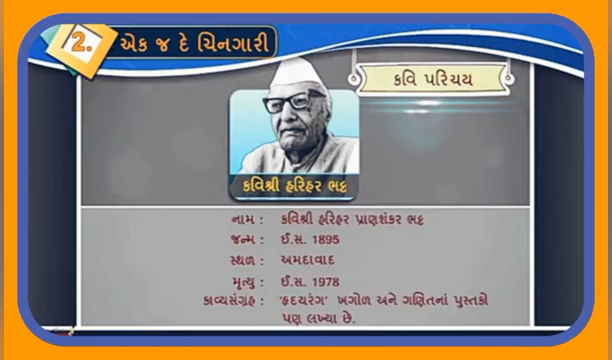 2. એક જ દે ચિનગારી
કવિ પરિચય
કવિશ્રી હરિહર ભટ્ટ
નામ : કવિશ્રી હરિહર પ્રાણશંકર ભટ્ટ
જન્મ : ઈ.સ. 1895
સ્થળ : અમદાવાદ
મૃત્યુ : ઈ.સ. 1978
કાવ્યસંગ્રહ : 'હૃદયરંગ' ખગોળ અને ગણિતનાં પુસ્તકો
પણ લખ્યા છે.